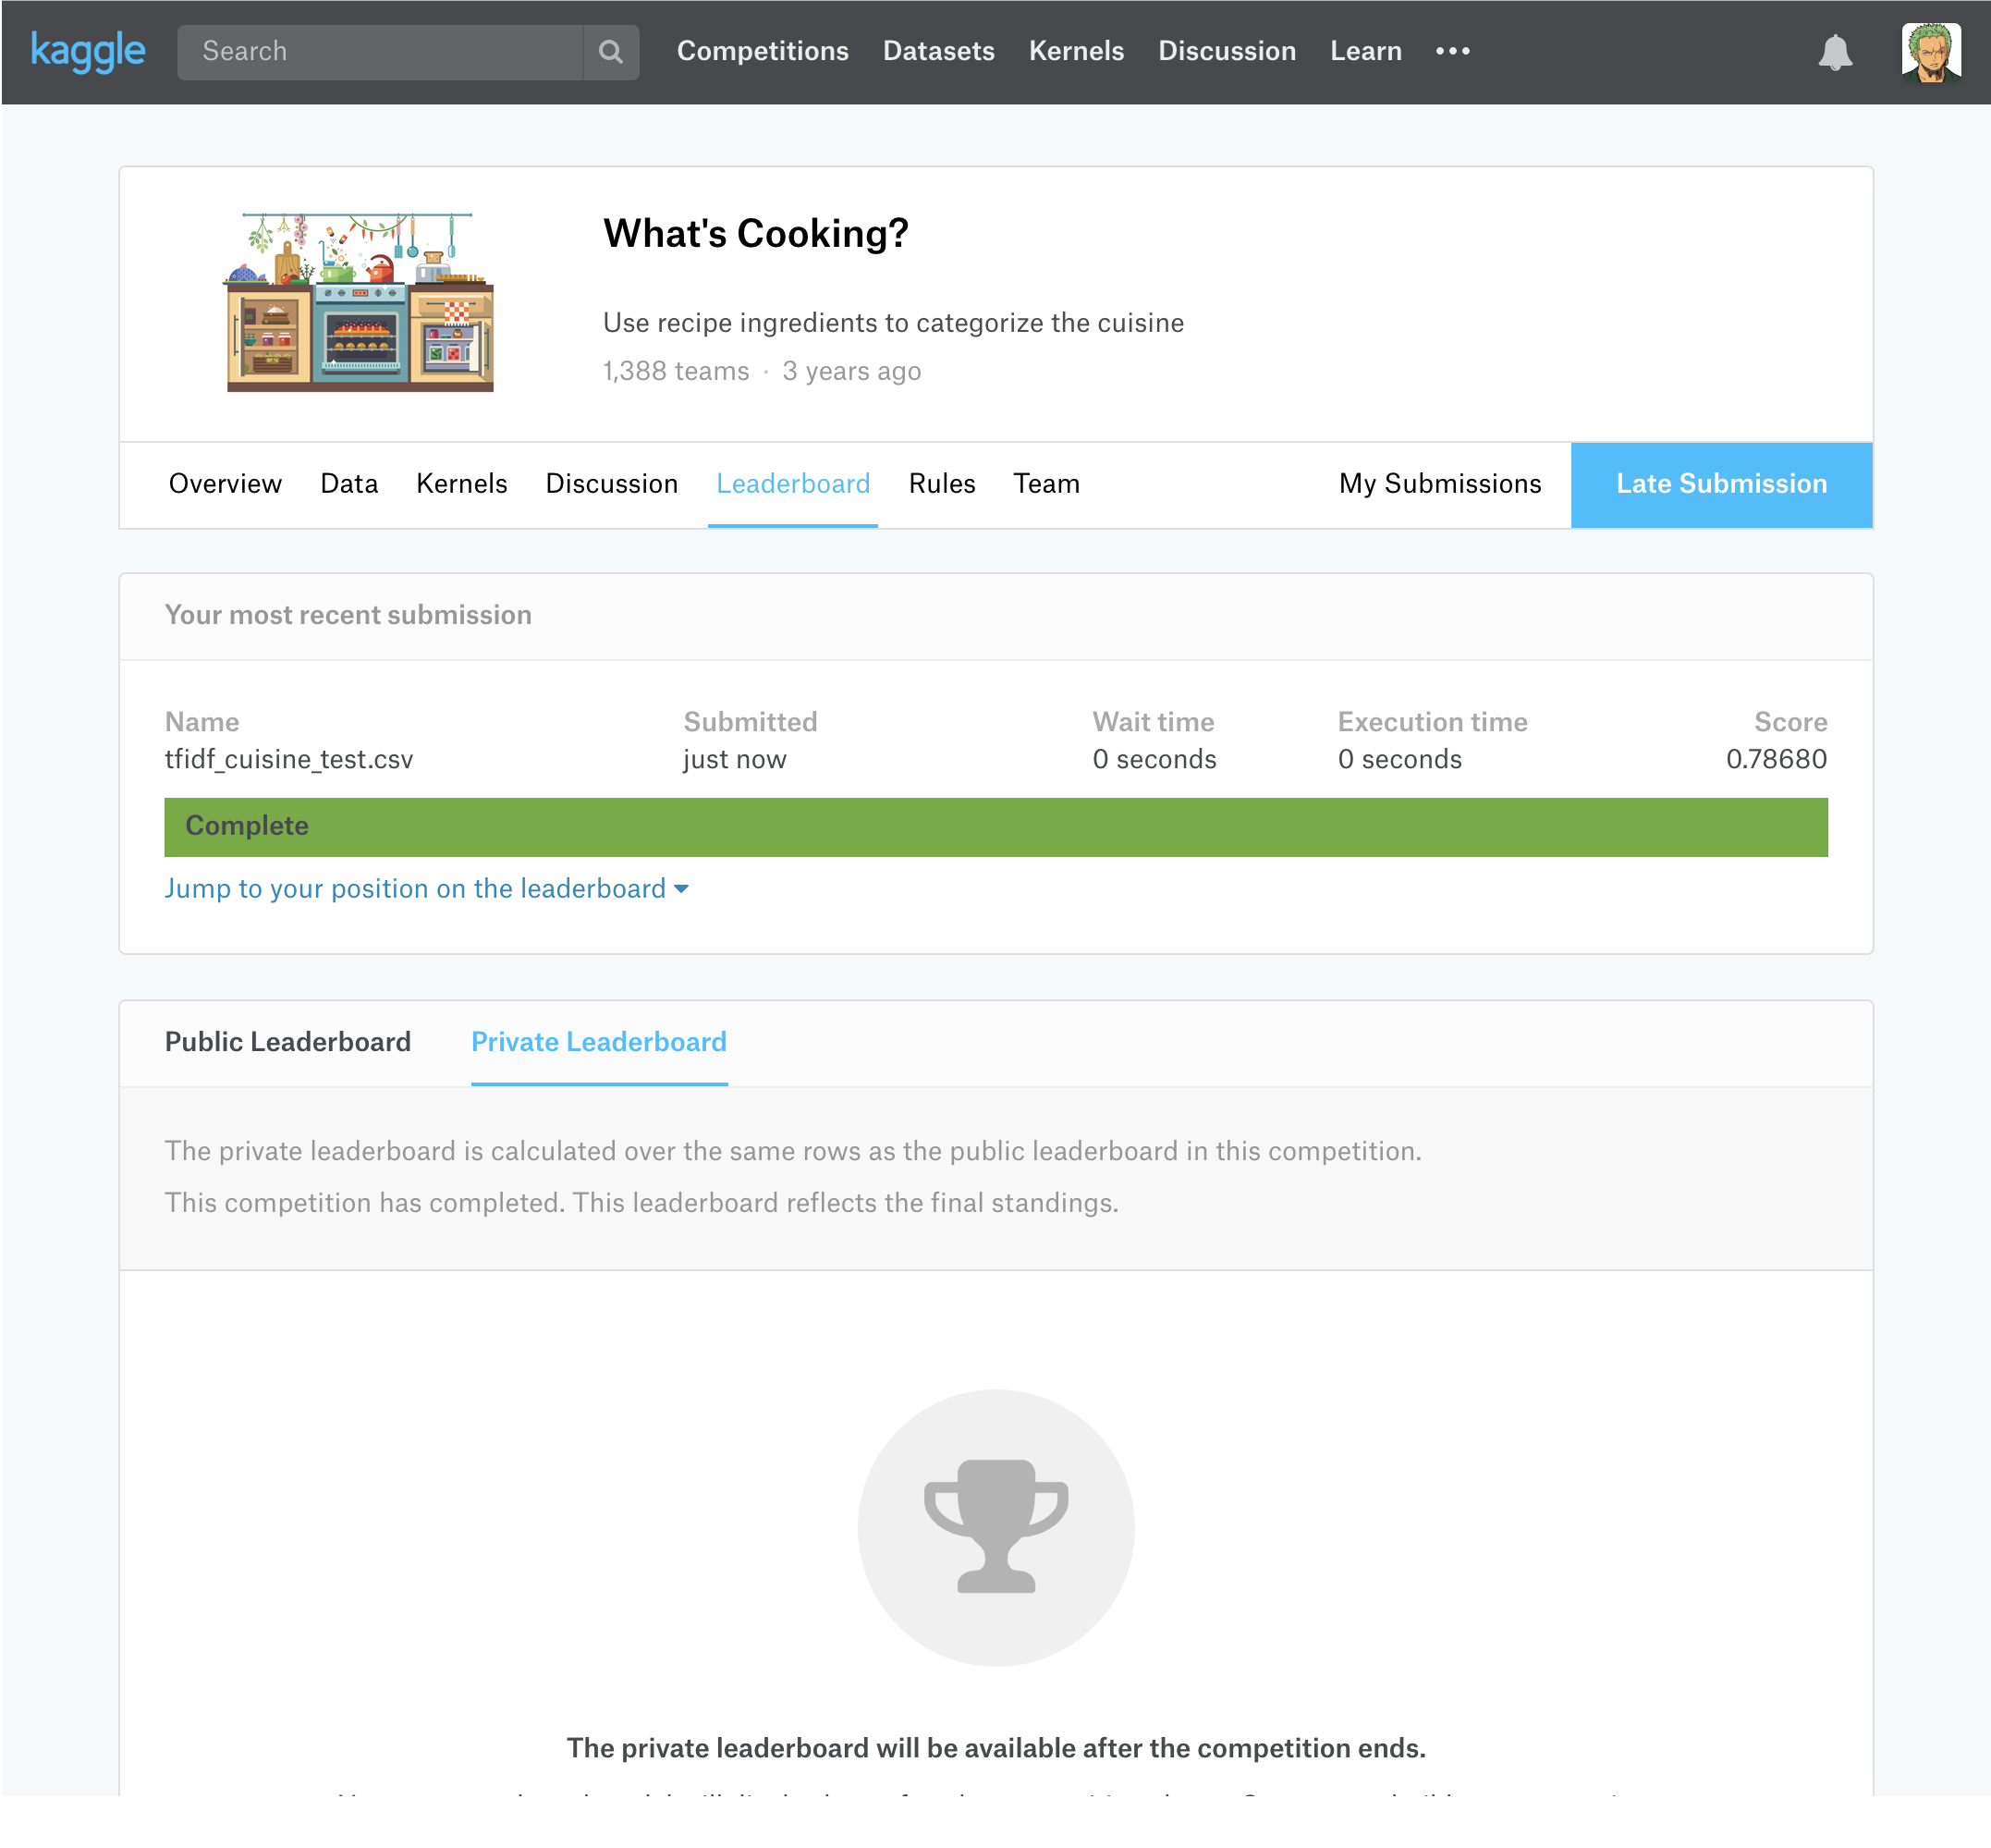 kaggle Search Competitions Datasets Kernels Discussion Learn
What's Cooking?
Use recipe ingredients to categorize the cuisine
1,388 teams · 3 years ago
Overview Data Kernels Discussion Leaderboard Rules Team My Submissions Late Submission
Your most recent submission
Name Submitted Wait time Execution time Score
tfidf_cuisine_test.csv just now 0 seconds 0 seconds 0.78680
Complete
Jump to your position on the leaderboard
Public Leaderboard Private Leaderboard
The private leaderboard is calculated over the same rows as the public leaderboard in this competition.
This competition has completed. This leaderboard reflects the final standings.
The private leaderboard will be available after the competition ends.